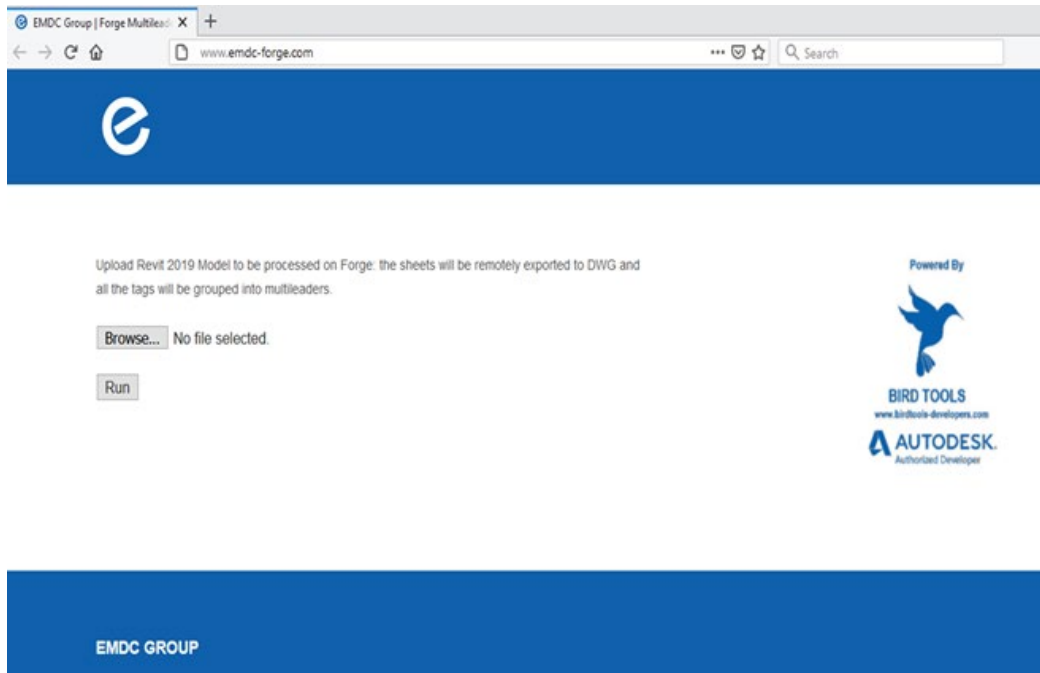 EMDC Group | Forge Multilead
www.emdc-forge.com
Search
Upload Revit 2019 Model to be processed on Forge: the sheets will be remotely exported to DWG and
all the tags will be grouped into multileaders.
Browse... No file selected.
Run
Powered By
BIRD TOOLS
www.birdtools-developers.com
AUTODESK.
Authorized Developer
EMDC GROUP